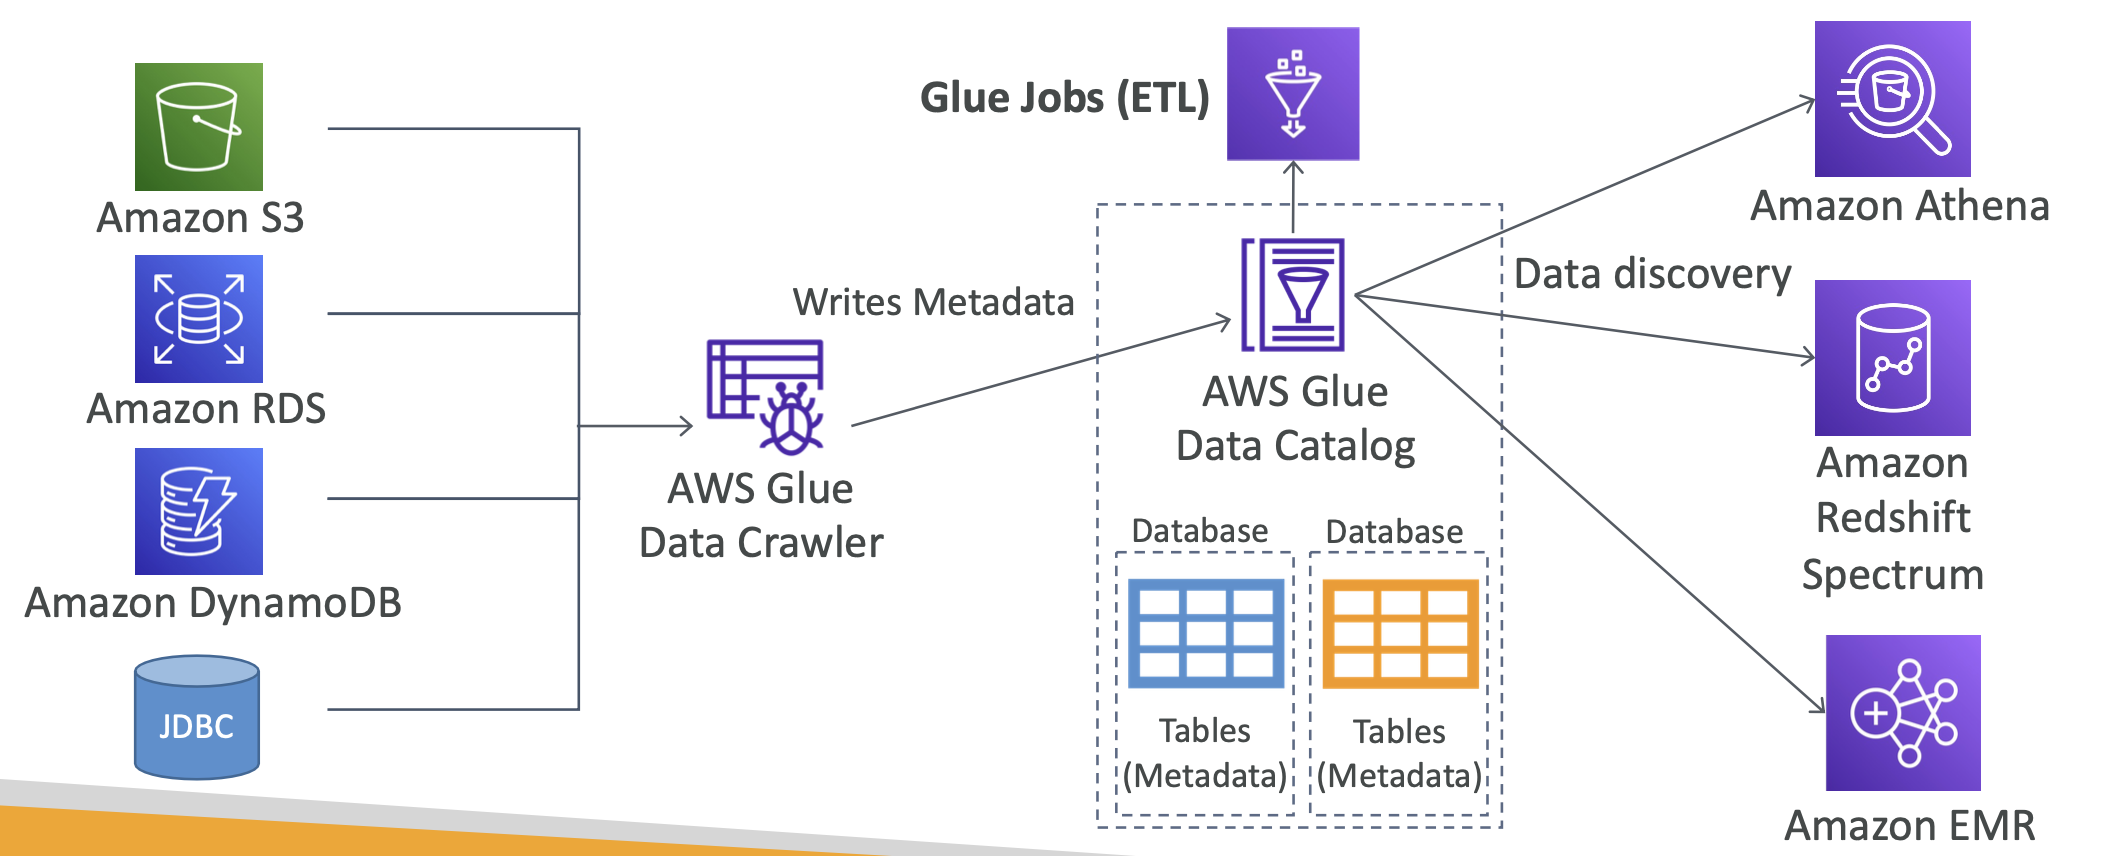 Amazon S3
Amazon RDS
Amazon DynamoDB
JDBC
AWS Glue
Data Crawler
Writes Metadata
Glue Jobs (ETL)
AWS Glue
Data Catalog
Database
Tables
(Metadata)
Database
Tables
(Metadata)
Data discovery
Amazon Athena
Amazon
Redshift
Spectrum
Amazon EMR